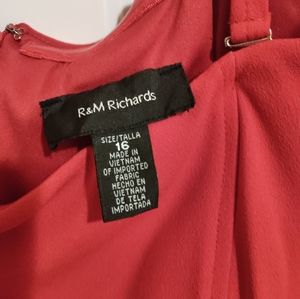 R&M Richards
SIZE/TALLA
16
MADE IN
VIETNAM
OF IMPORTED
FABRIC
HECHO EN
VIETNAM
DE TELA
IMPORTADA